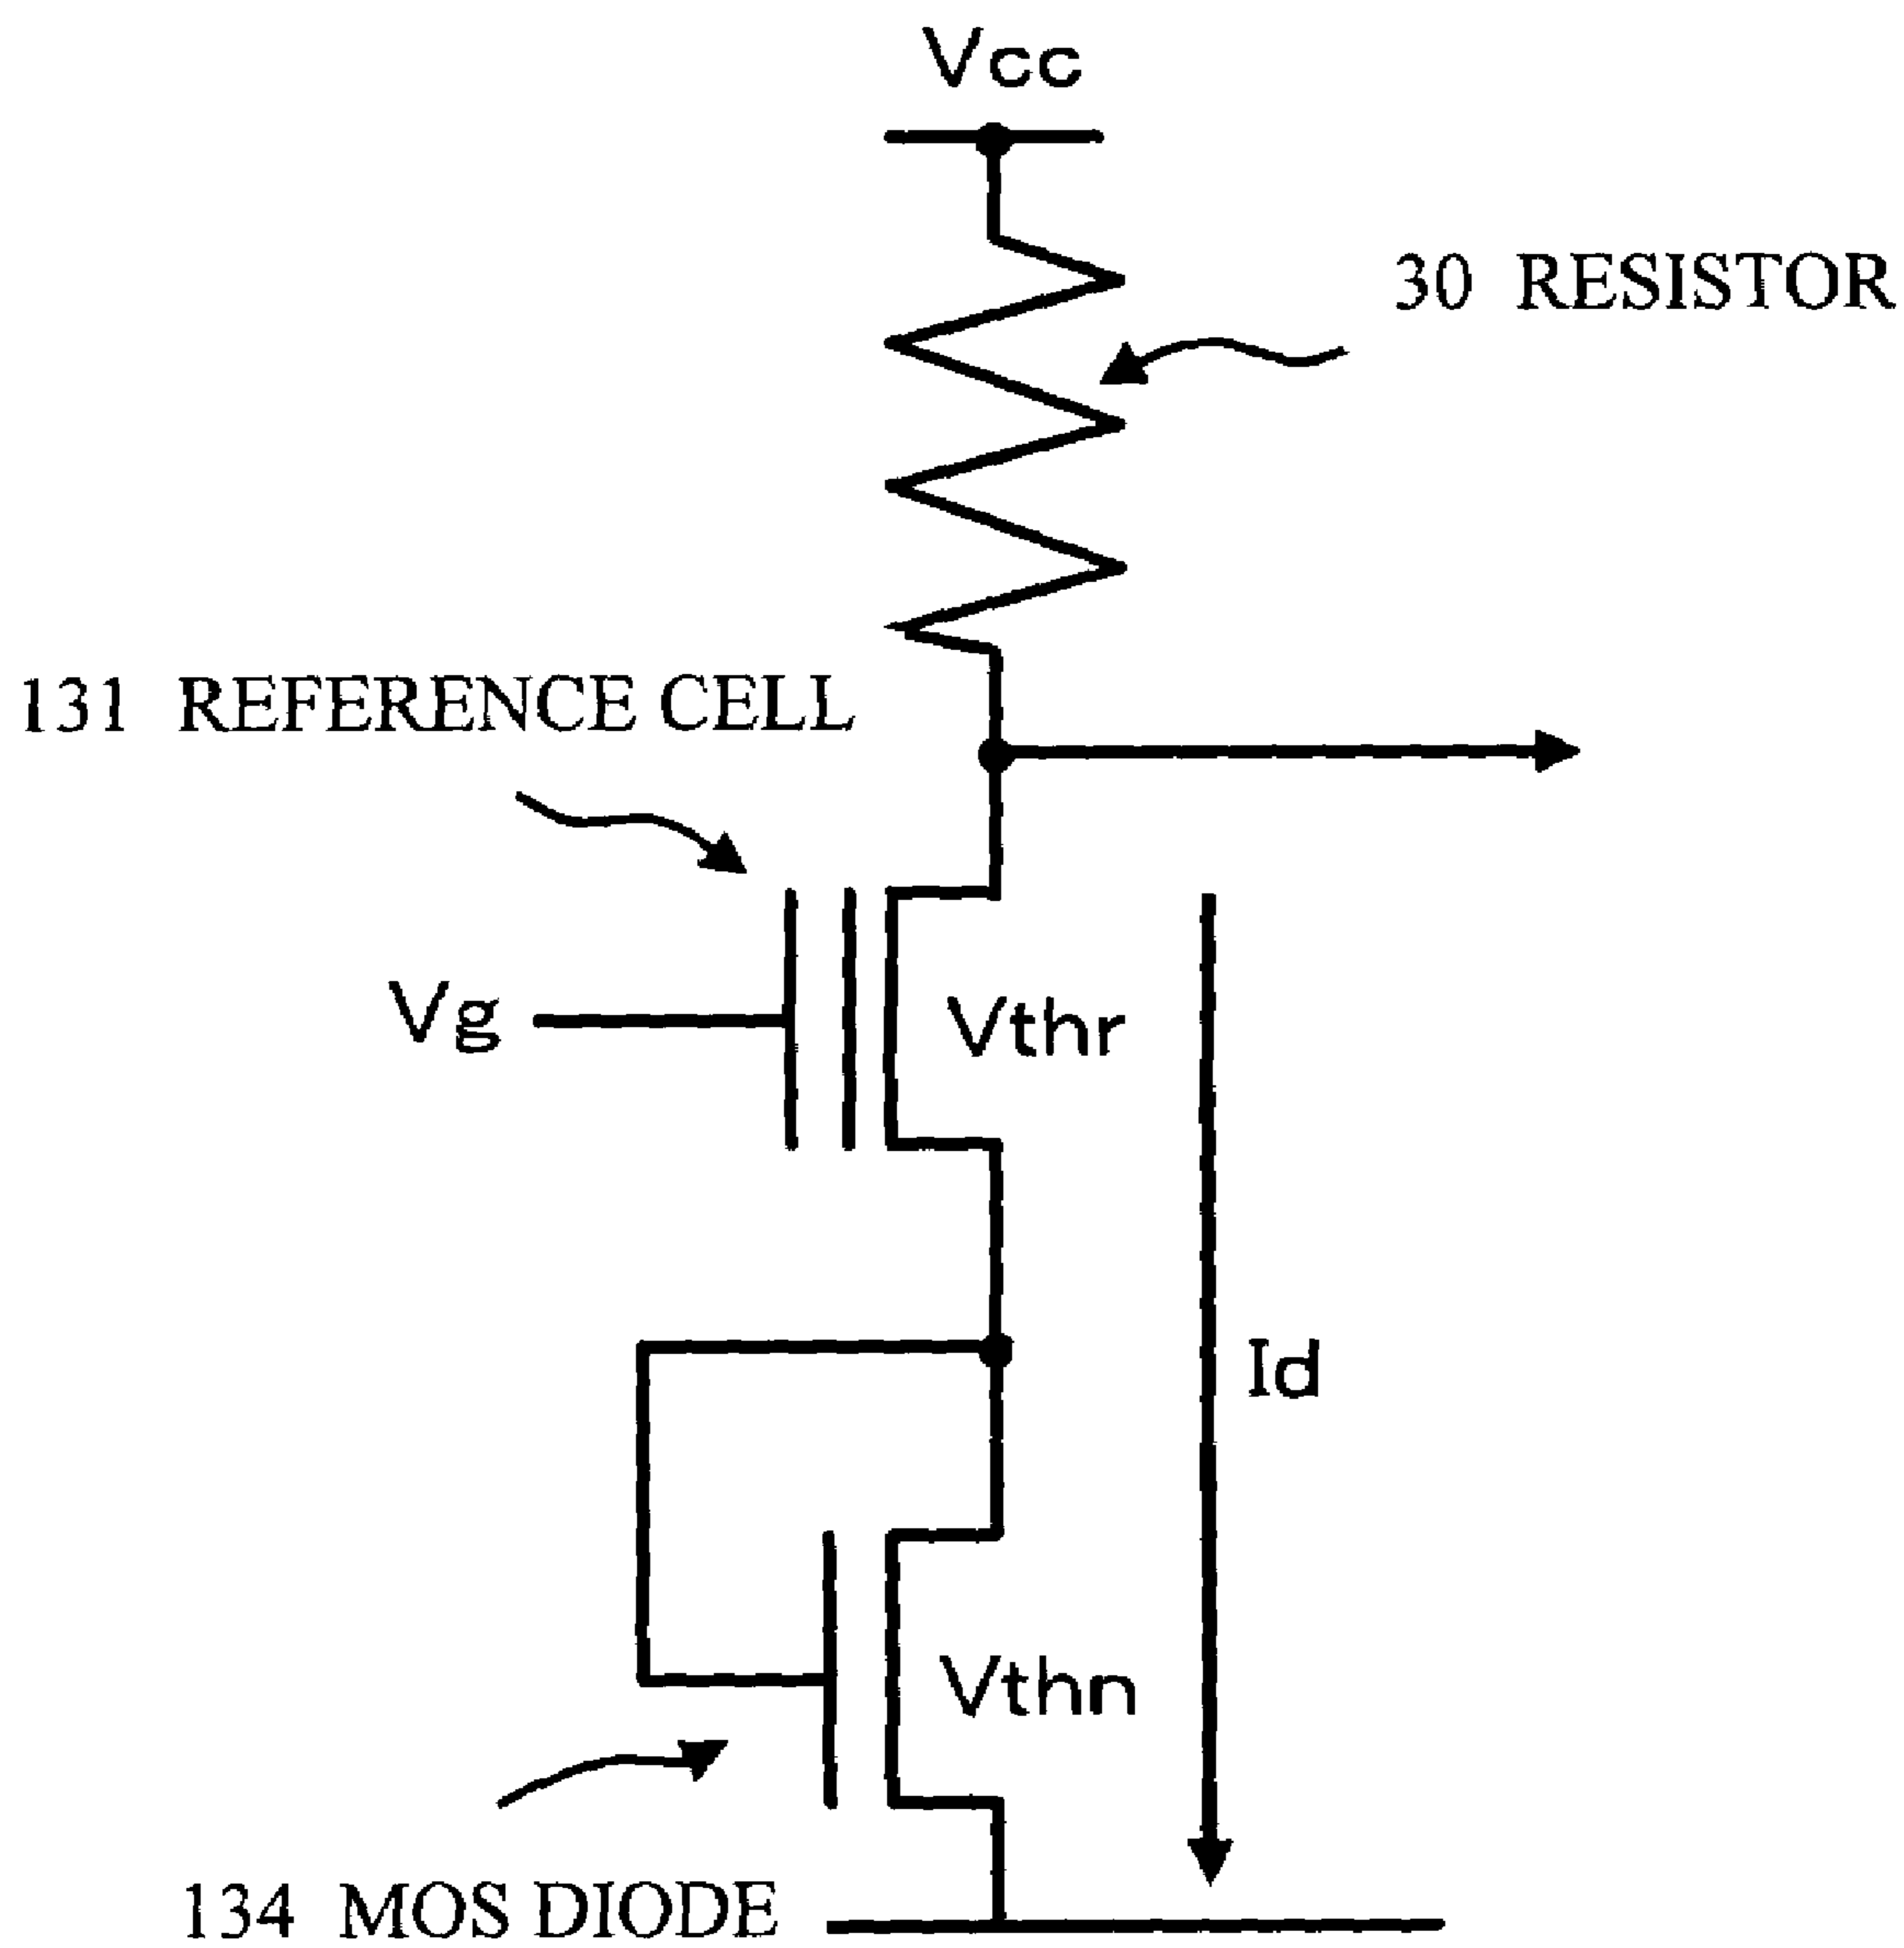 Vcc
30 RESISTOR
131 REFERENCE CELL
Vg
Vthr
Id
Vthn
134 MOS DIODE